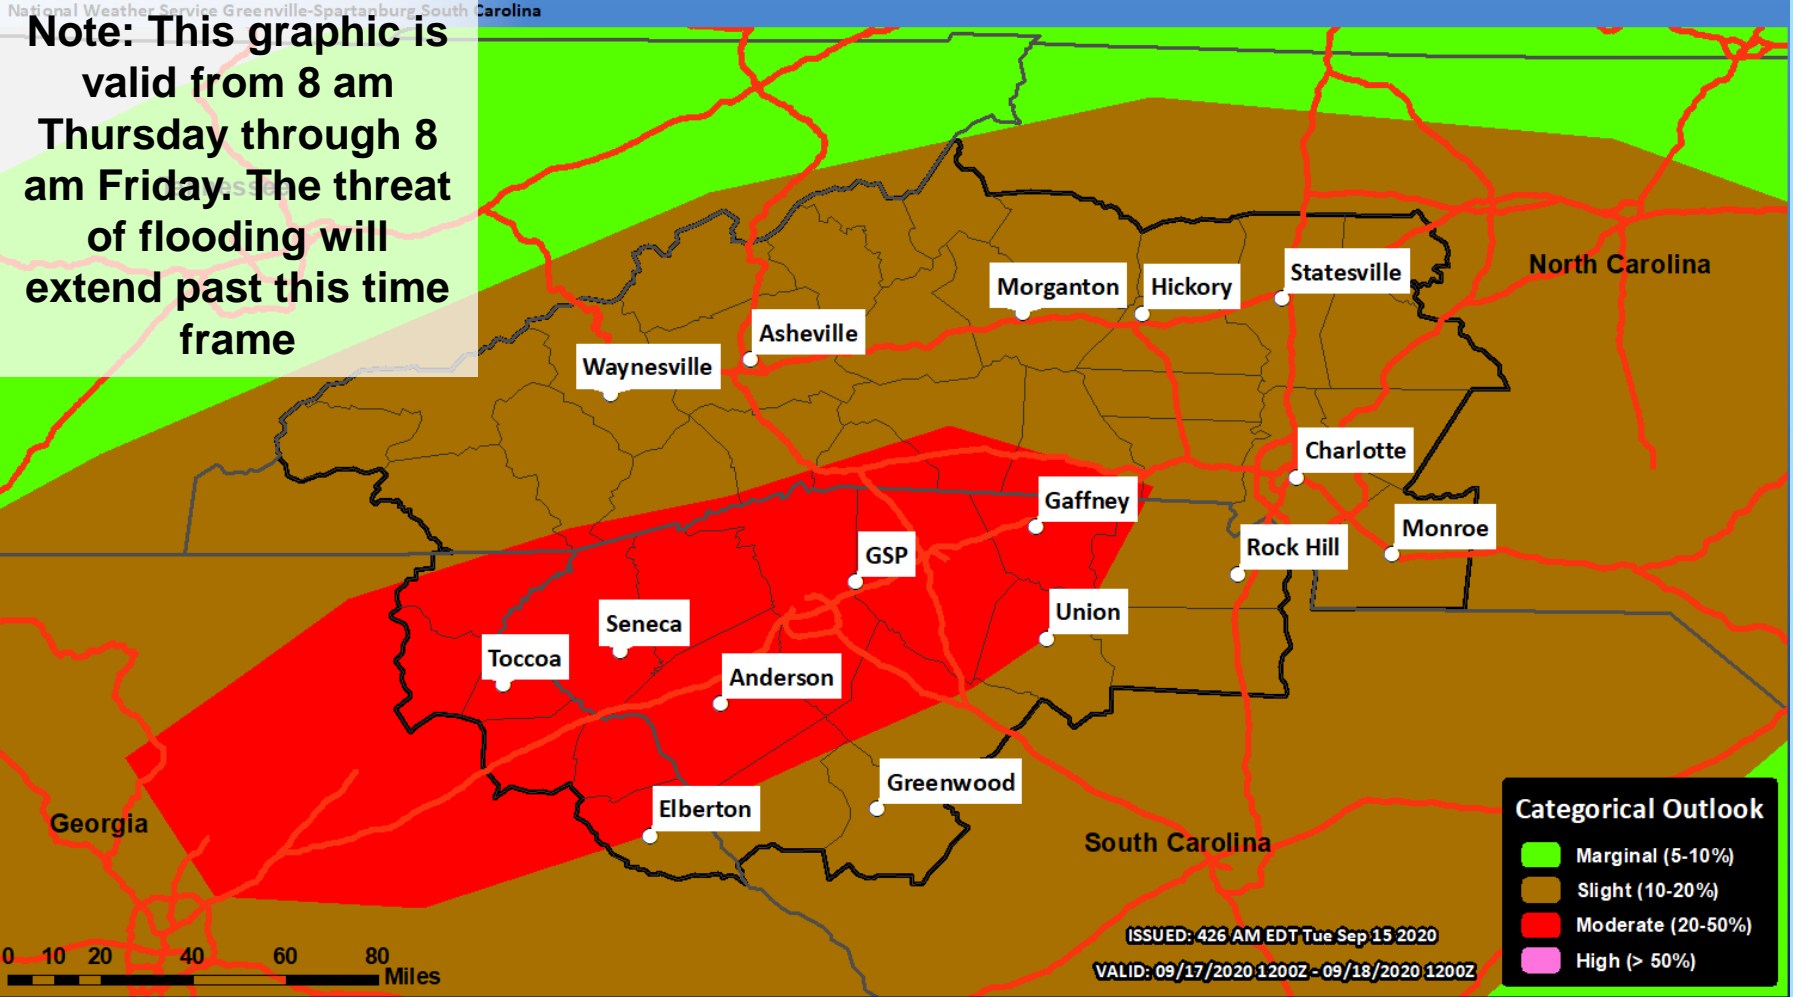 National Weather Service Greenville-Spartanburg South Carolina
Note: This graphic is
valid from 8 am
Thursday through 8
am Friday. The threat
of flooding will
extend past this time
frame
Tennessee
North Carolina
Statesville
Morganton
Hickory
Asheville
Waynesville
Charlotte
Gaffney
Monroe
Rock Hill
GSP
Union
Seneca
Toccoa
Anderson
Greenwood
Elberton
Georgia
South Carolina
Categorical Outlook
Marginal (5-10%)
Slight (10-20%)
Moderate (20-50%)
High (> 50%)
ISSUED: 426 AM EDT Tue Sep 15 2020
VALID: 09/17/2020 1200Z - 09/18/2020 1200Z
0 10 20 40 60 80
Miles